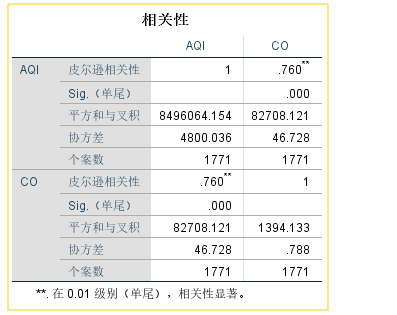 相关性
AQI CO
AQI 皮尔逊相关性 1 .760**
Sig.（单尾） .000
平方和与叉积 8496064.154 82708.121
协方差 4800.036 46.728
个案数 1771 1771
CO 皮尔逊相关性 .760** 1
Sig.（单尾） .000
平方和与叉积 82708.121 1394.133
协方差 46.728 .788
个案数 1771 1771
**. 在 0.01 级别（单尾），相关性显著。